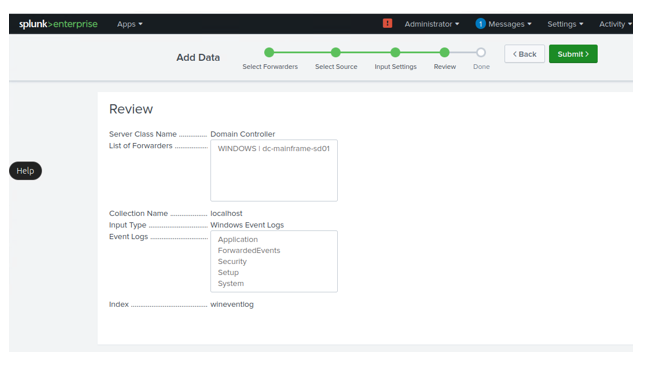 splunk>enterprise Apps ▾ ! Administrator ▾ 1 Messages ▾ Settings ▾ Activity ▾
Add Data
Select Forwarders Select Source Input Settings Review Done
< Back Submit >
Review
Server Class Name ............... Domain Controller
List of Forwarders .................. WINDOWS | dc-mainframe-sd01
Help
Collection Name .................... localhost
Input Type ................................ Windows Event Logs
Event Logs ...............................
Application
ForwardedEvents
Security
Setup
System
Index ......................................... wineventlog